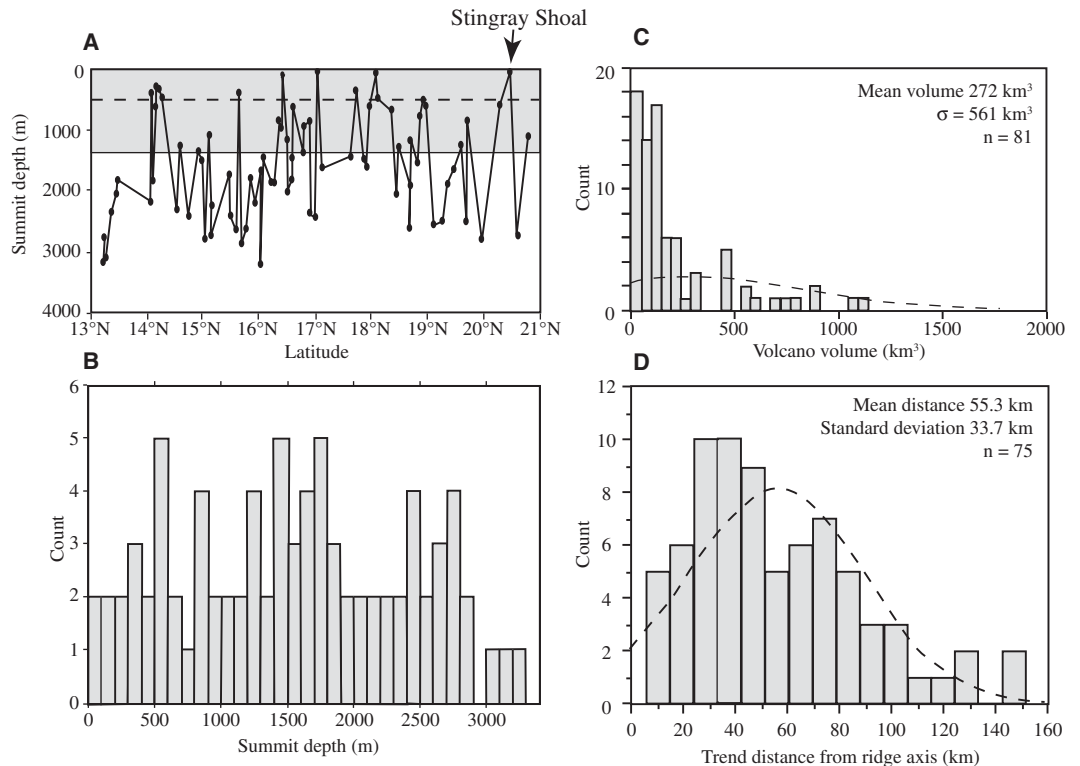 Stingray Shoal
A
0
1000
2000
3000
4000
Summit depth (m)
13°N 14°N 15°N 16°N 17°N 18°N 19°N 20°N 21°N
Latitude
B
6
5
4
3
2
1
0
Count
0 500 1000 1500 2000 2500 3000
Summit depth (m)
C
20
10
0
Count
Mean volume 272 km³
σ = 561 km³
n = 81
0 500 1000 1500 2000
Volcano volume (km³)
D
12
10
8
6
4
2
0
Count
Mean distance 55.3 km
Standard deviation 33.7 km
n = 75
0 20 40 60 80 100 120 140 160
Trend distance from ridge axis (km)